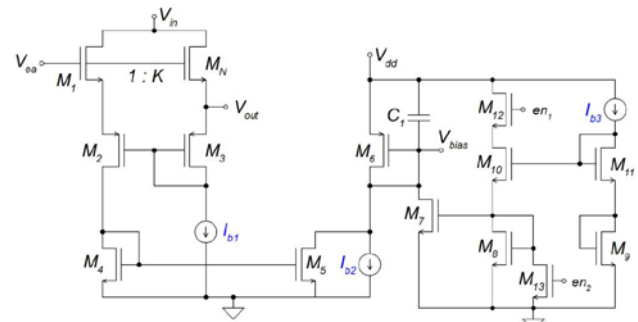 V_in
V_ea
M_1
1 : K
M_N
V_out
M_2
M_3
I_b1
M_4
M_5
I_b2
V_dd
C_1
M_6
V_bias
M_7
M_12
en_1
I_b3
M_10
M_11
M_8
M_9
M_13
en_2